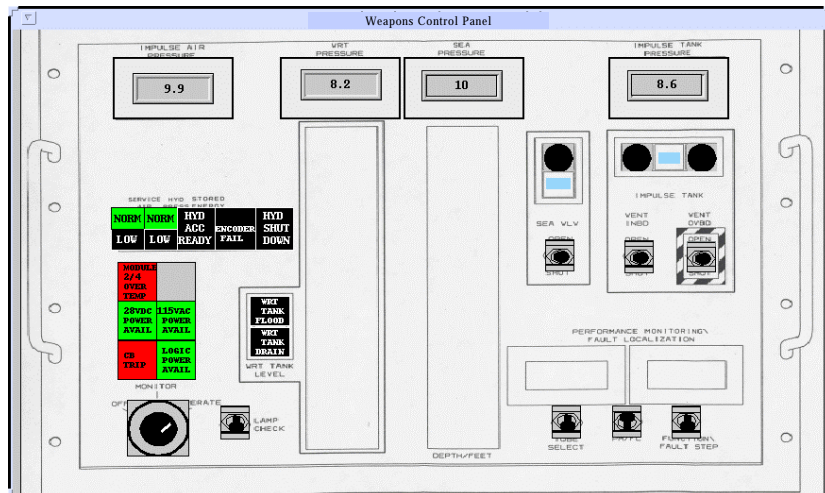 Weapons Control Panel
IMPULSE AIR
PRESSURE
WRT
PRESSURE
SEA
PRESSURE
IMPULSE TANK
PRESSURE
9.9
8.2
10
8.6
IMPULSE TANK
SERVICE HYD STORED
AIR PRESS ENERGY
NORM
NORM
HYD
ACC
READY
ENCODER
FAIL
HYD
SHUT
DOWN
LOW
LOW
SEA VLV
OPEN
SHUT
VENT
INBD
OPEN
SHUT
VENT
OVBD
OPEN
SHUT
MODULE
2/4
OVER
TEMP
28VDC
POWER
AVAIL
115VAC
POWER
AVAIL
CB
TRIP
LOGIC
POWER
AVAIL
WRT
TANK
FLOOD
WRT
TANK
DRAIN
WRT TANK
LEVEL
PERFORMANCE MONITORING\
FAULT LOCALIZATION
MONITOR
OFF
ERATE
LAMP
CHECK
TUBE
SELECT
PM/FL
FUNCTION\
FAULT STEP
DEPTH/FEET